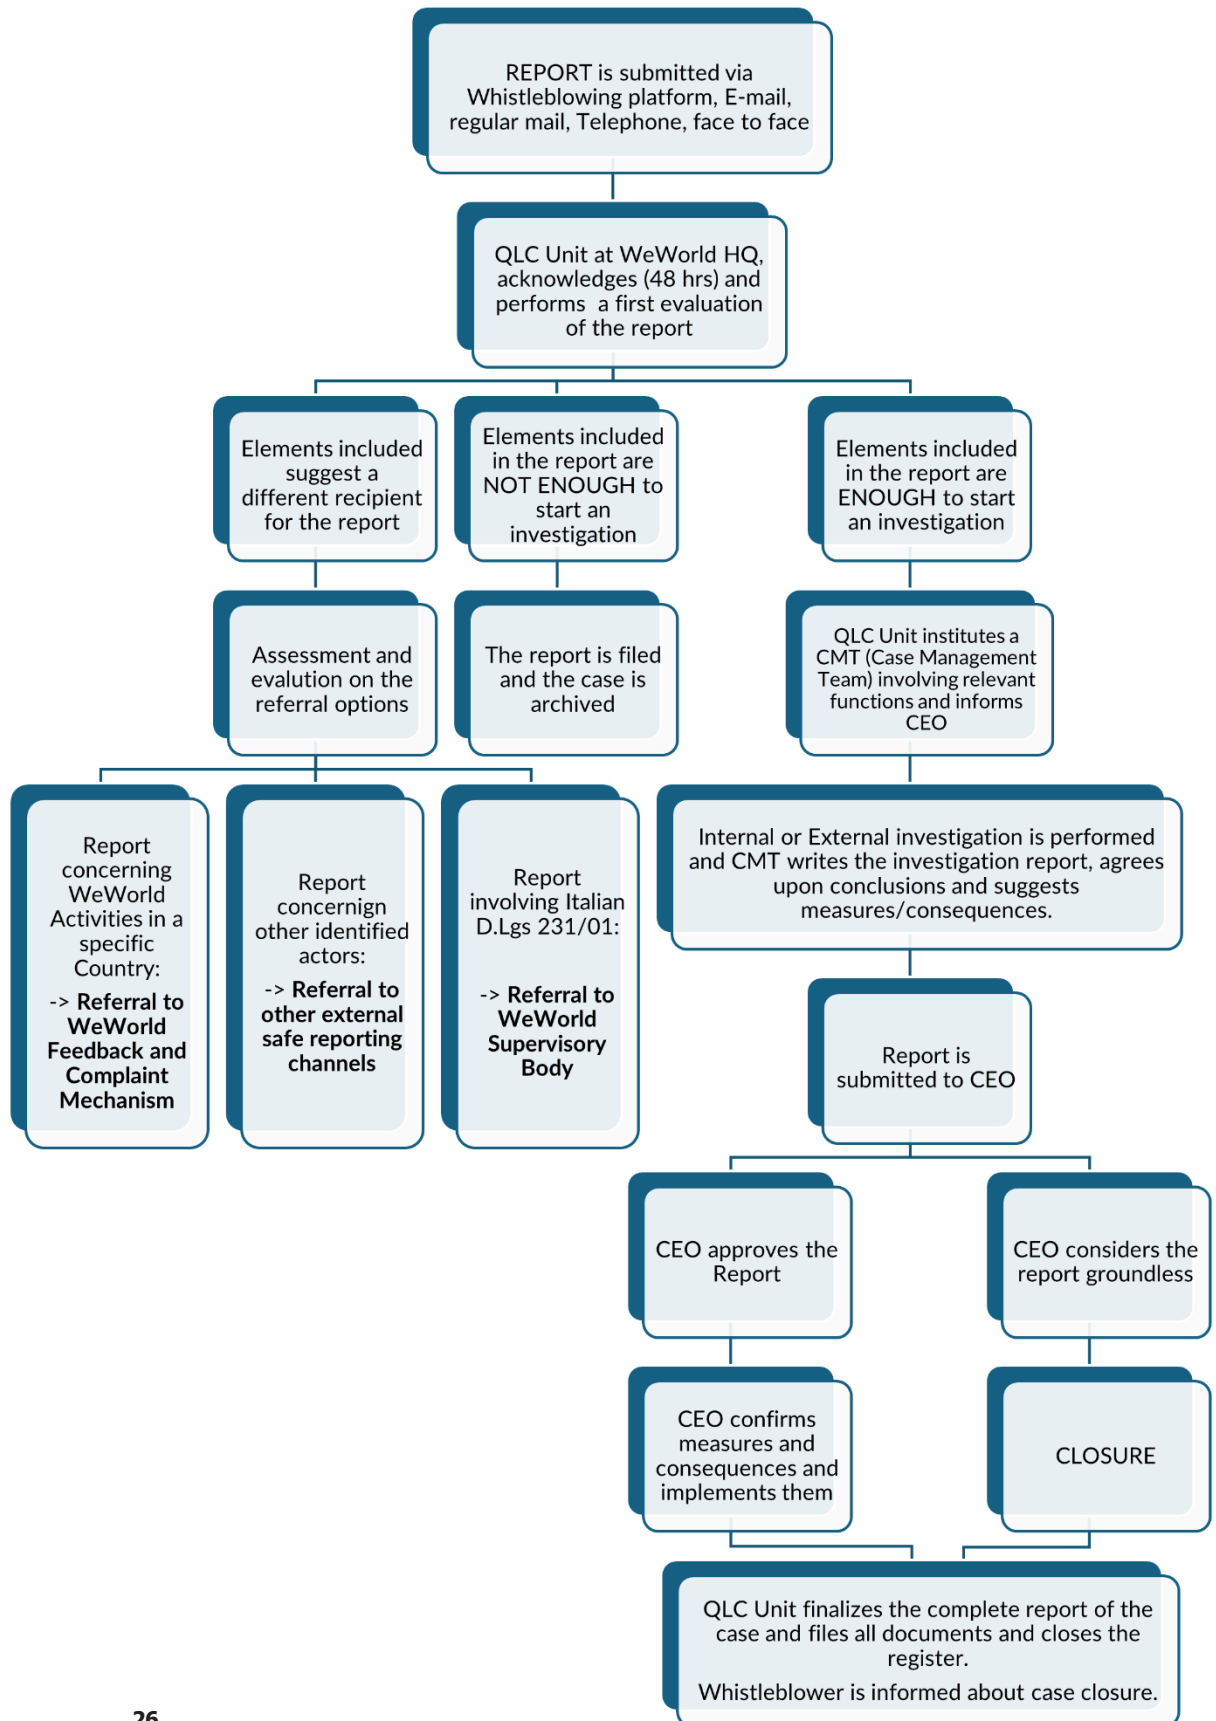 REPORT is submitted via
Whistleblowing platform, E-mail,
regular mail, Telephone, face to face
QLC Unit at WeWorld HQ,
acknowledges (48 hrs) and
performs a first evaluation
of the report
Elements included
suggest a
different recipient
for the report
Elements included
in the report are
NOT ENOUGH to
start an
investigation
Elements included
in the report are
ENOUGH to start
an investigation
Assessment and
evalution on the
referral options
The report is filed
and the case is
archived
QLC Unit institutes a
CMT (Case Management
Team) involving relevant
functions and informs
CEO
Report
concerning
WeWorld
Activities in a
specific
Country:
-> Referral to
WeWorld
Feedback and
Complaint
Mechanism
Report
concernign
other identified
actors:
-> Referral to
other external
safe reporting
channels
Report
involving Italian
D.Lgs 231/01:
-> Referral to
WeWorld
Supervisory
Body
Internal or External investigation is performed
and CMT writes the investigation report, agrees
upon conclusions and suggests
measures/consequences.
Report is
submitted to CEO
CEO approves the
Report
CEO considers the
report groundless
CEO confirms
measures and
consequences and
implements them
CLOSURE
QLC Unit finalizes the complete report of the
case and files all documents and closes the
register.
Whistleblower is informed about case closure.
26